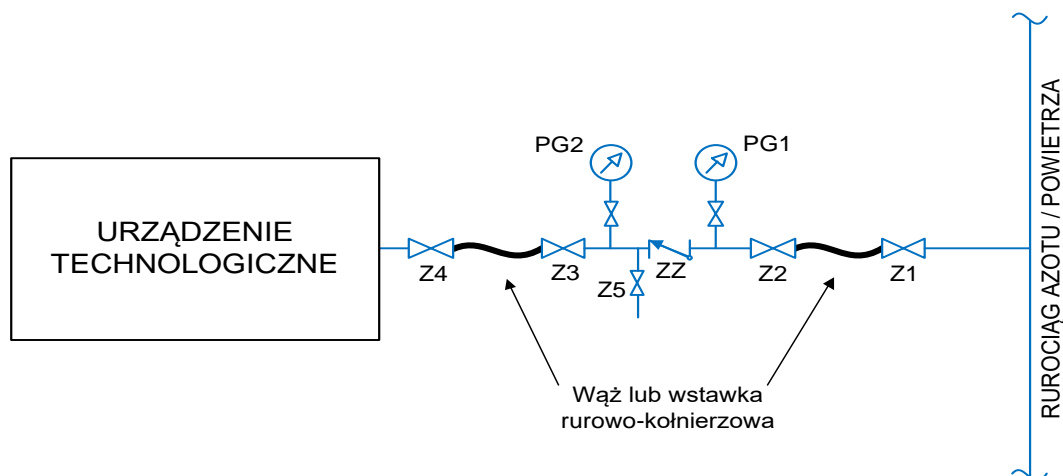 PG2
PG1
URZĄDZENIE
TECHNOLOGICZNE
Z4
Z3
Z5
ZZ
Z2
Z1
Wąż lub wstawka
rurowo-kołnierzowa
RUROCIĄG AZOTU / POWIETRZA